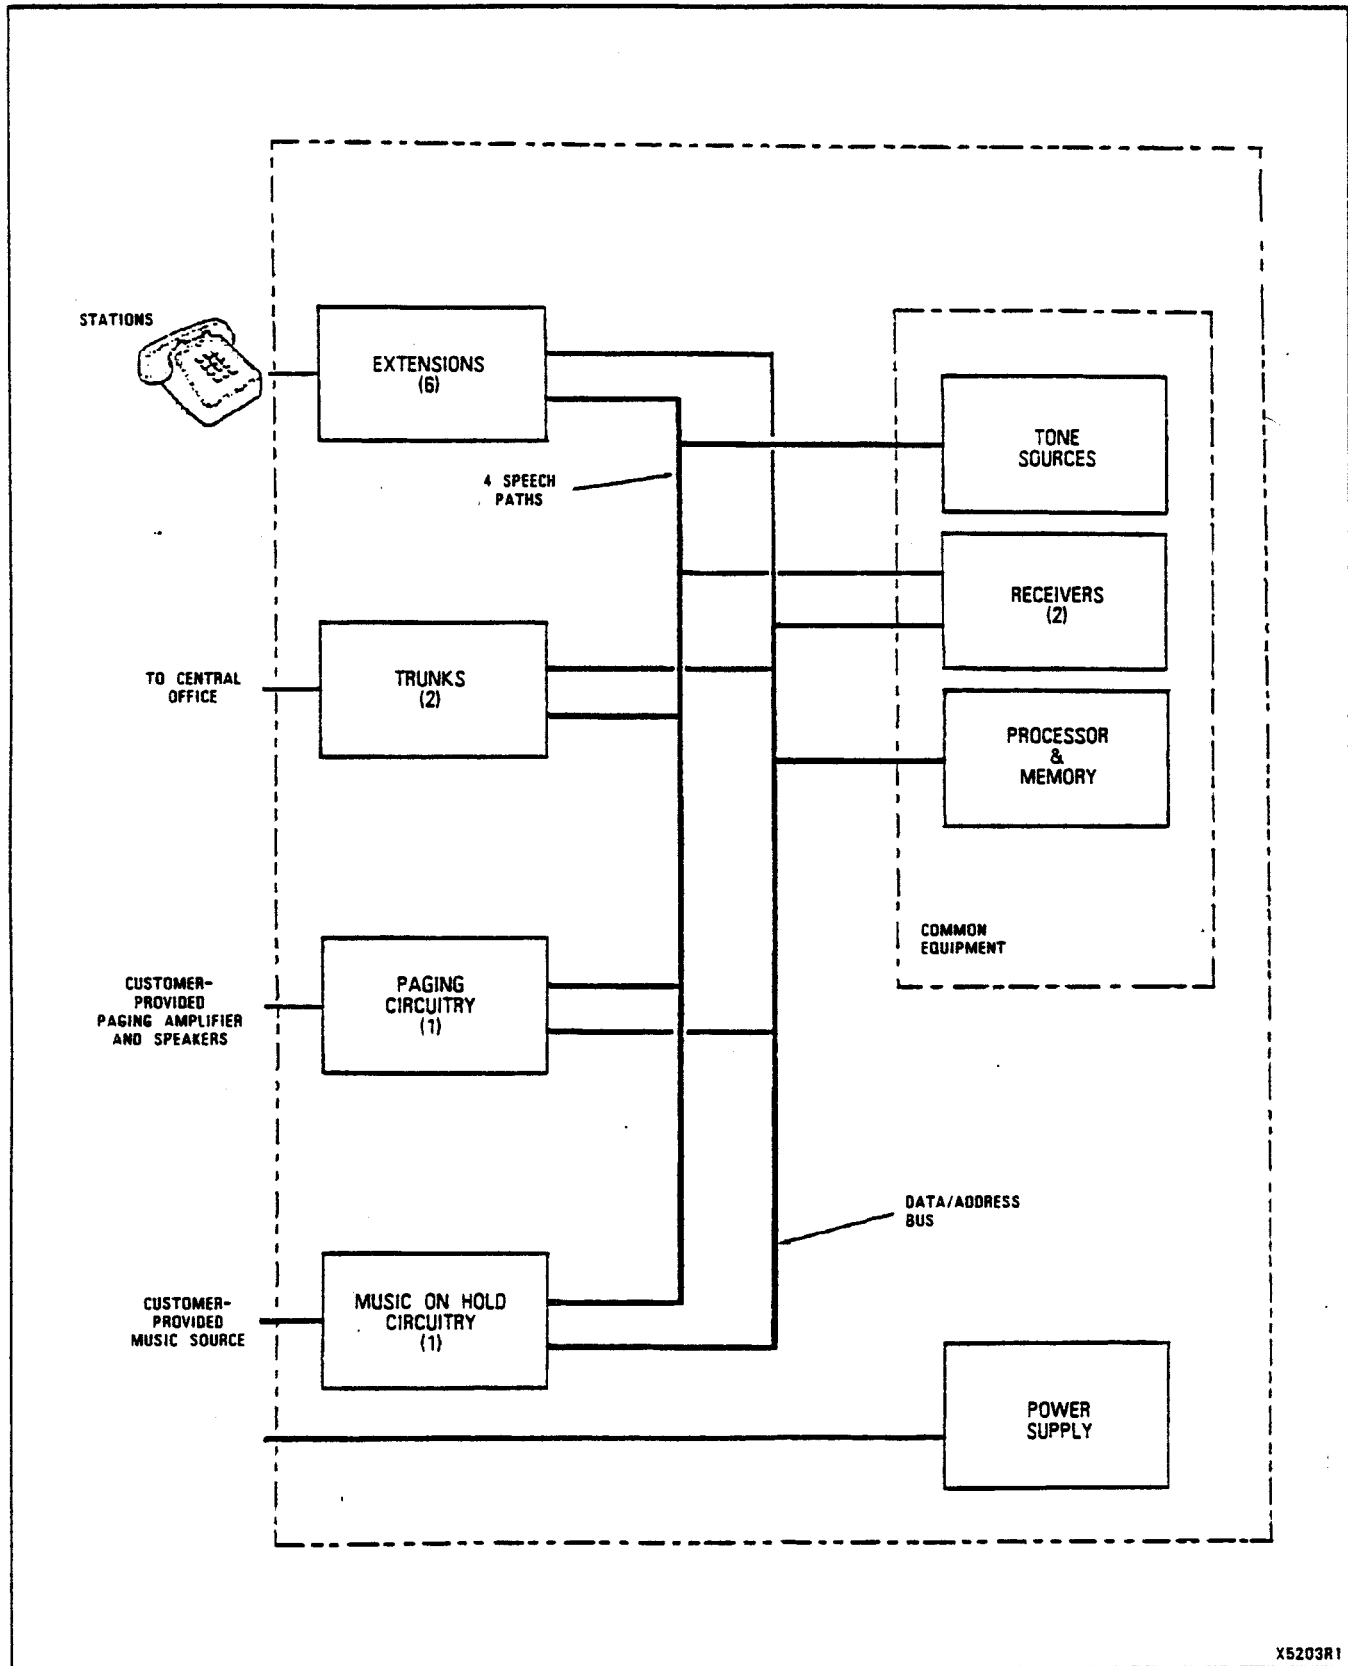 STATIONS
EXTENSIONS
(6)
TONE
SOURCES
4 SPEECH
PATHS
RECEIVERS
(2)
TO CENTRAL
OFFICE
TRUNKS
(2)
PROCESSOR
&
MEMORY
COMMON
EQUIPMENT
CUSTOMER-
PROVIDED
PAGING AMPLIFIER
AND SPEAKERS
PAGING
CIRCUITRY
(1)
DATA/ADDRESS
BUS
CUSTOMER-
PROVIDED
MUSIC SOURCE
MUSIC ON HOLD
CIRCUITRY
(1)
POWER
SUPPLY
X5203R1